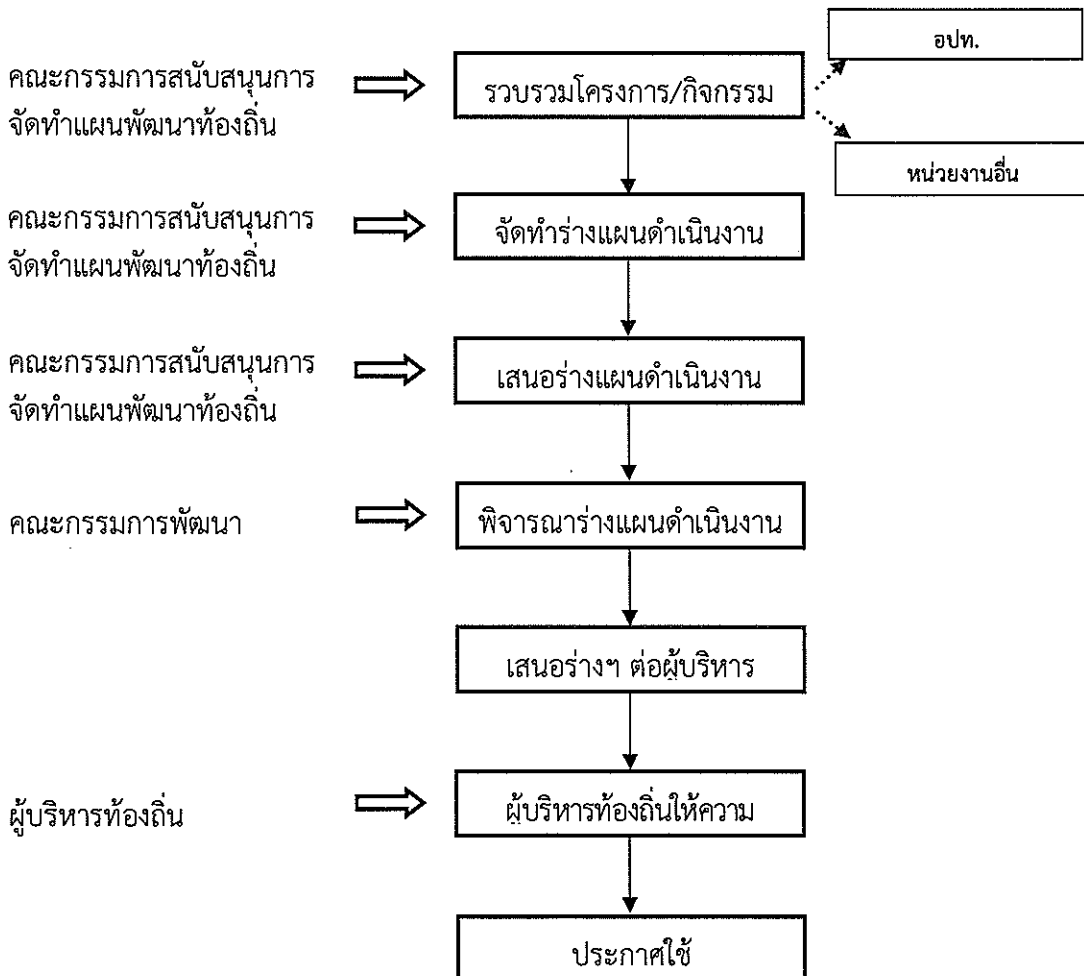 อปท.
คณะกรรมการสนับสนุนการ
จัดทำแผนพัฒนาท้องถิ่น
รวบรวมโครงการ/กิจกรรม
หน่วยงานอื่น
คณะกรรมการสนับสนุนการ
จัดทำแผนพัฒนาท้องถิ่น
จัดทำร่างแผนดำเนินงาน
คณะกรรมการสนับสนุนการ
จัดทำแผนพัฒนาท้องถิ่น
เสนอร่างแผนดำเนินงาน
คณะกรรมการพัฒนา
พิจารณาร่างแผนดำเนินงาน
เสนอร่างฯ ต่อผู้บริหาร
ผู้บริหารท้องถิ่น
ผู้บริหารท้องถิ่นให้ความ
ประกาศใช้